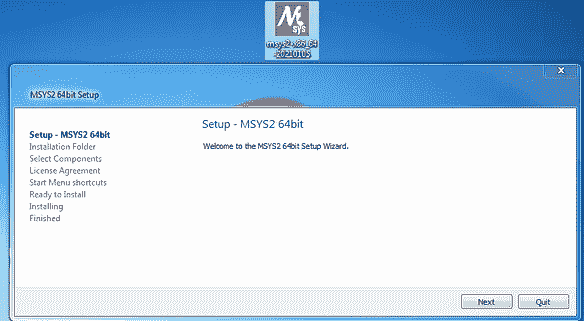 M
sys
msys2-x86_64
-20210105
MSYS2 64bit Setup
Setup - MSYS2 64bit
Installation Folder
Select Components
License Agreement
Start Menu shortcuts
Ready to Install
Installing
Finished
Setup - MSYS2 64bit
Welcome to the MSYS2 64bit Setup Wizard.
Next
Quit